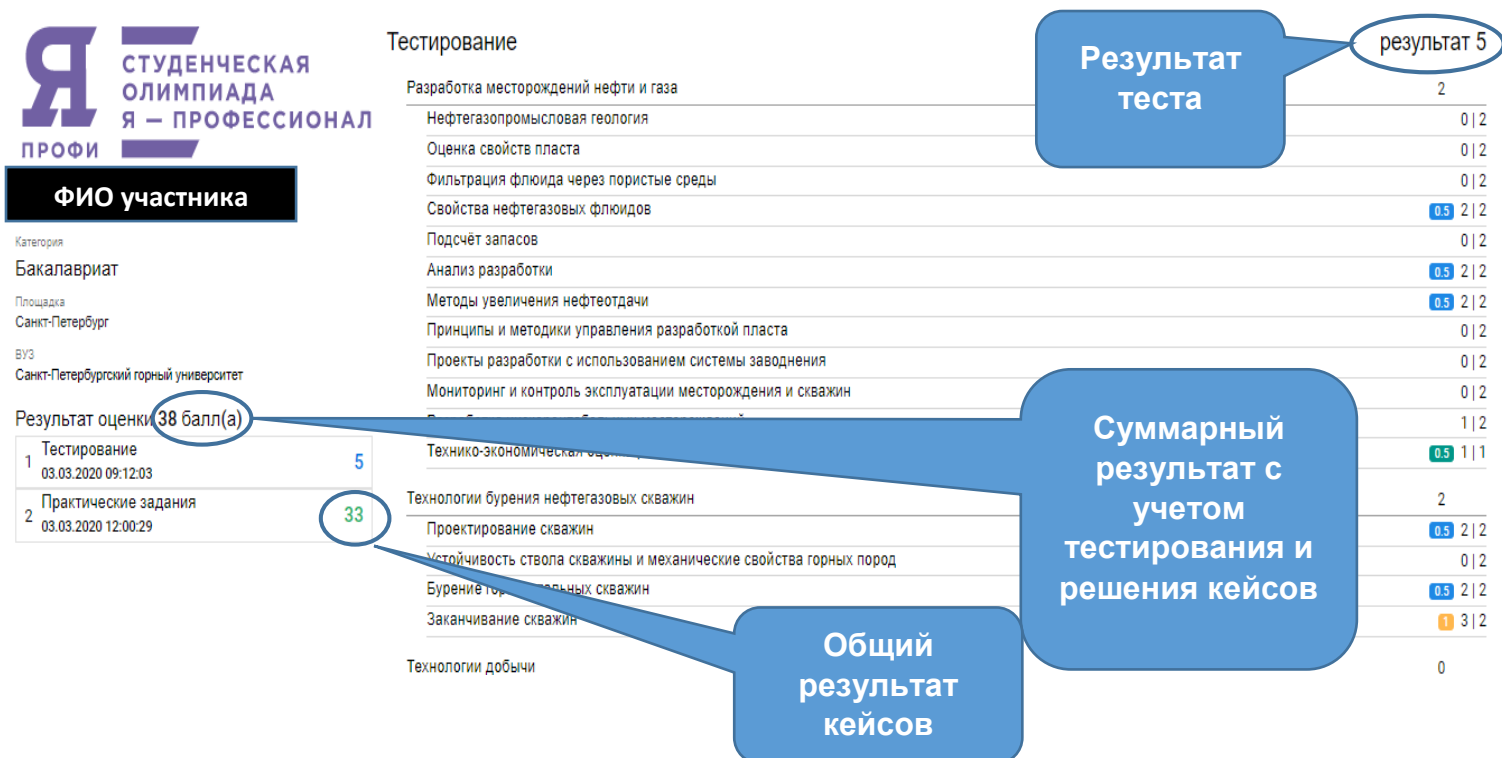 Я
ПРОФИ
СТУДЕНЧЕСКАЯ
ОЛИМПИАДА
Я — ПРОФЕССИОНАЛ
ФИО участника
Категория
Бакалавриат
Площадка
Санкт-Петербург
ВУЗ
Санкт-Петербургский горный университет
Результат оценки 38 балл(а)
1 Тестирование 5
03.03.2020 09:12:03
2 Практические задания 33
03.03.2020 12:00:29
Тестирование результат 5
Разработка месторождений нефти и газа 2
Нефтегазопромысловая геология 0 | 2
Оценка свойств пласта 0 | 2
Фильтрация флюида через пористые среды 0 | 2
Свойства нефтегазовых флюидов 0.5 2 | 2
Подсчёт запасов 0 | 2
Анализ разработки 0.5 2 | 2
Методы увеличения нефтеотдачи 0.5 2 | 2
Принципы и методики управления разработкой пласта 0 | 2
Проекты разработки с использованием системы заводнения 0 | 2
Мониторинг и контроль эксплуатации месторождения и скважин 0 | 2
1 | 2
Технико-экономическая 0.5 1 | 1
Технологии бурения нефтегазовых скважин 2
Проектирование скважин 0.5 2 | 2
Устойчивость ствола скважины и механические свойства горных пород 0 | 2
Бурение скважин 0.5 2 | 2
Заканчивание скважин 1 3 | 2
Технологии добычи 0
Результат
теста
Суммарный
результат с
учетом
тестирования и
решения кейсов
Общий
результат
кейсов